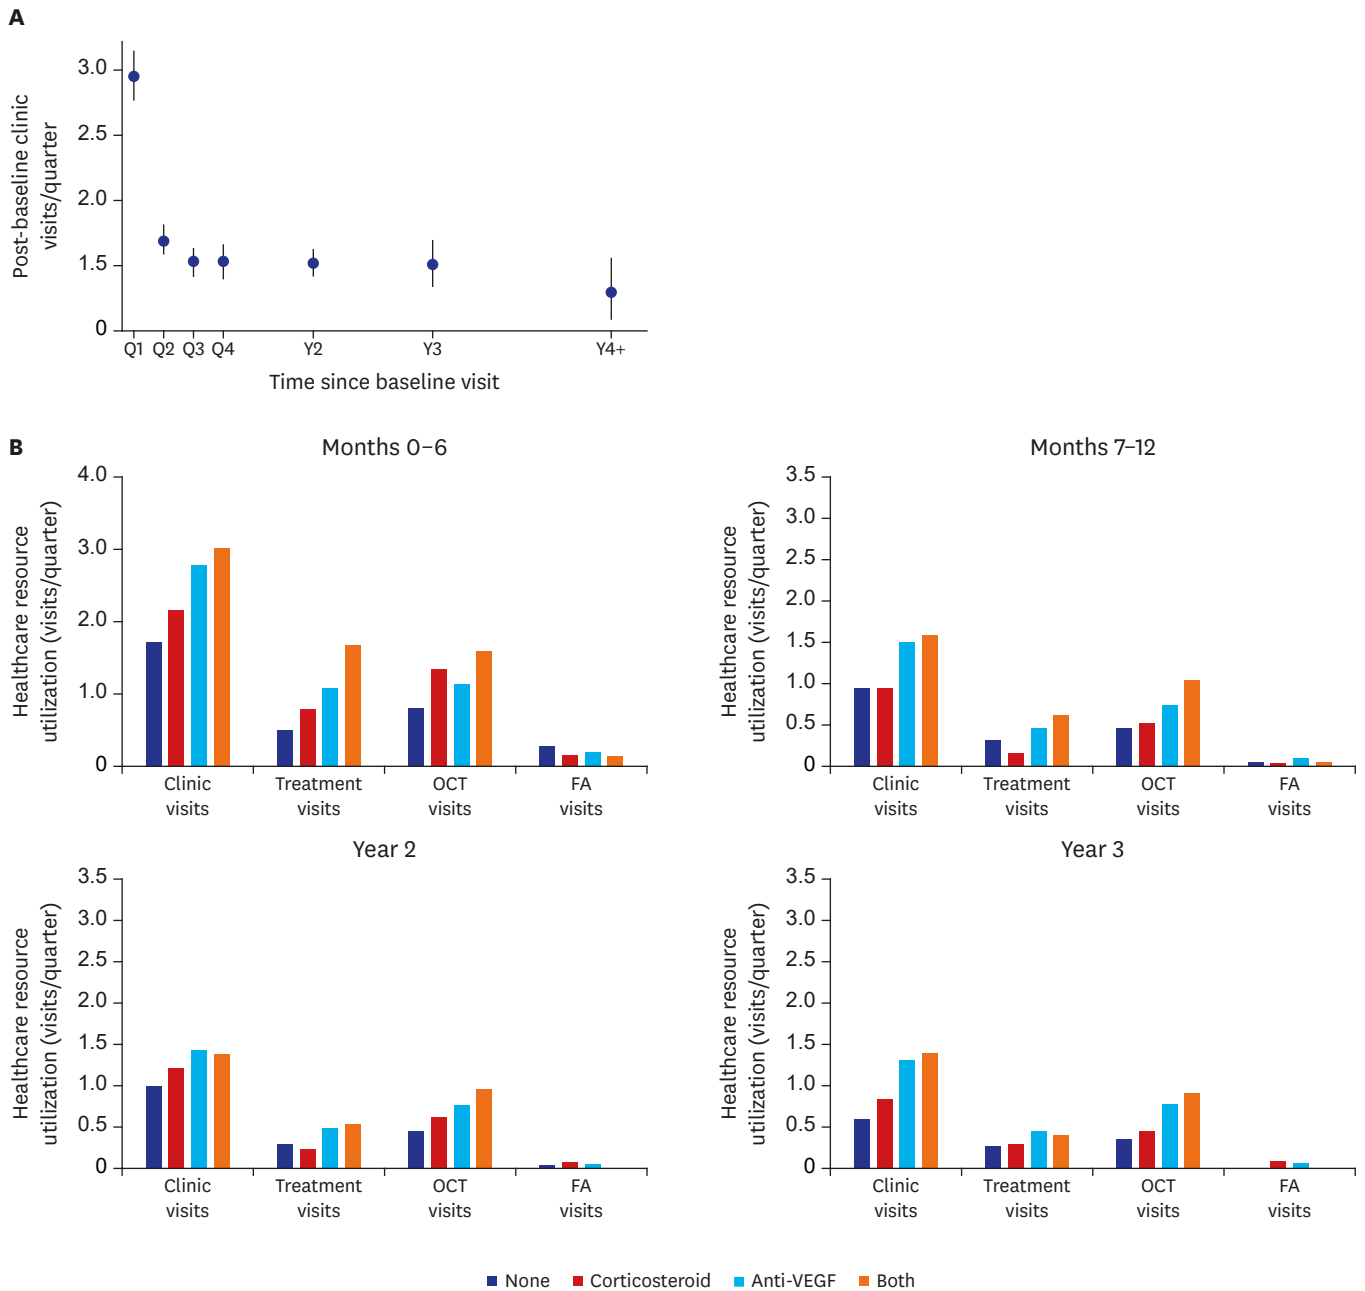 A
Post-baseline clinic
visits/quarter
3.0
2.5
2.0
1.5
0
Q1 Q2 Q3 Q4 Y2 Y3 Y4+
Time since baseline visit
B
Months 0–6
Healthcare resource
utilization (visits/quarter)
4.0
3.0
2.0
1.0
0
Clinic Treatment OCT FA
visits visits visits visits
Months 7–12
Healthcare resource
utilization (visits/quarter)
3.5
3.0
2.5
2.0
1.5
1.0
0.5
0
Clinic Treatment OCT FA
visits visits visits visits
Year 2
Healthcare resource
utilization (visits/quarter)
3.5
3.0
2.5
2.0
1.5
1.0
0.5
0
Clinic Treatment OCT FA
visits visits visits visits
Year 3
Healthcare resource
utilization (visits/quarter)
3.5
3.0
2.5
2.0
1.5
1.0
0.5
0
Clinic Treatment OCT FA
visits visits visits visits
None Corticosteroid Anti-VEGF Both